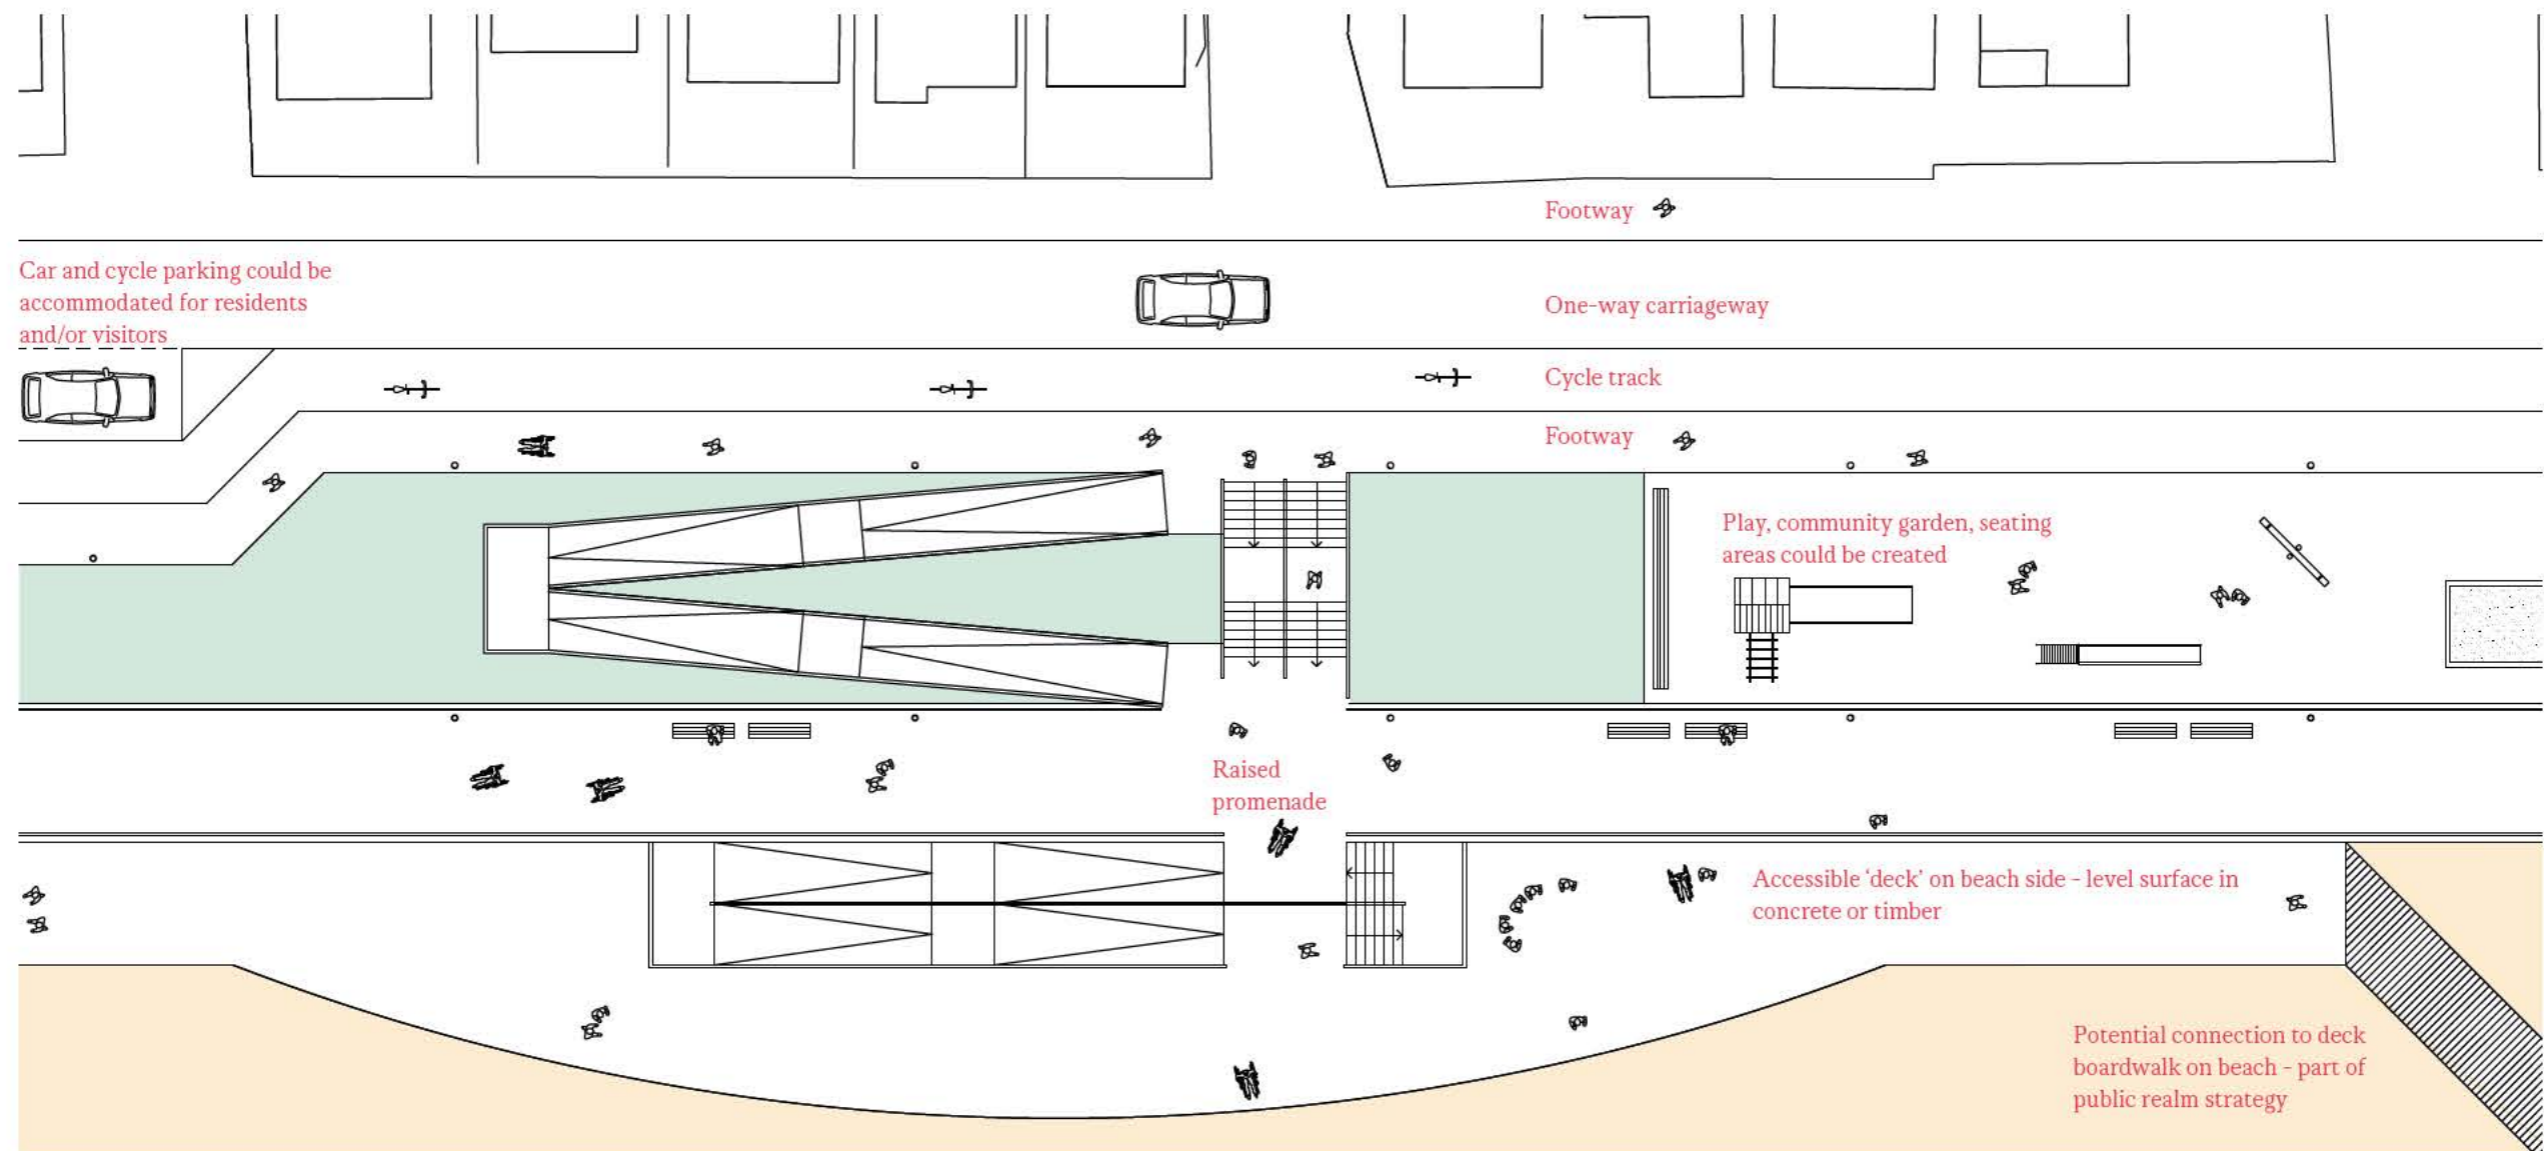 Footway
Car and cycle parking could be
accommodated for residents
and/or visitors
One-way carriageway
Cycle track
Footway
Play, community garden, seating
areas could be created
Raised
promenade
Accessible ‘deck’ on beach side - level surface in
concrete or timber
Potential connection to deck
boardwalk on beach - part of
public realm strategy